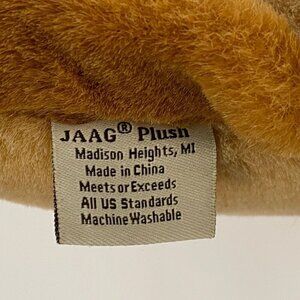 JAAG® Plush
Madison Heights, MI
Made in China
Meets or Exceeds
All US Standards
Machine Washable